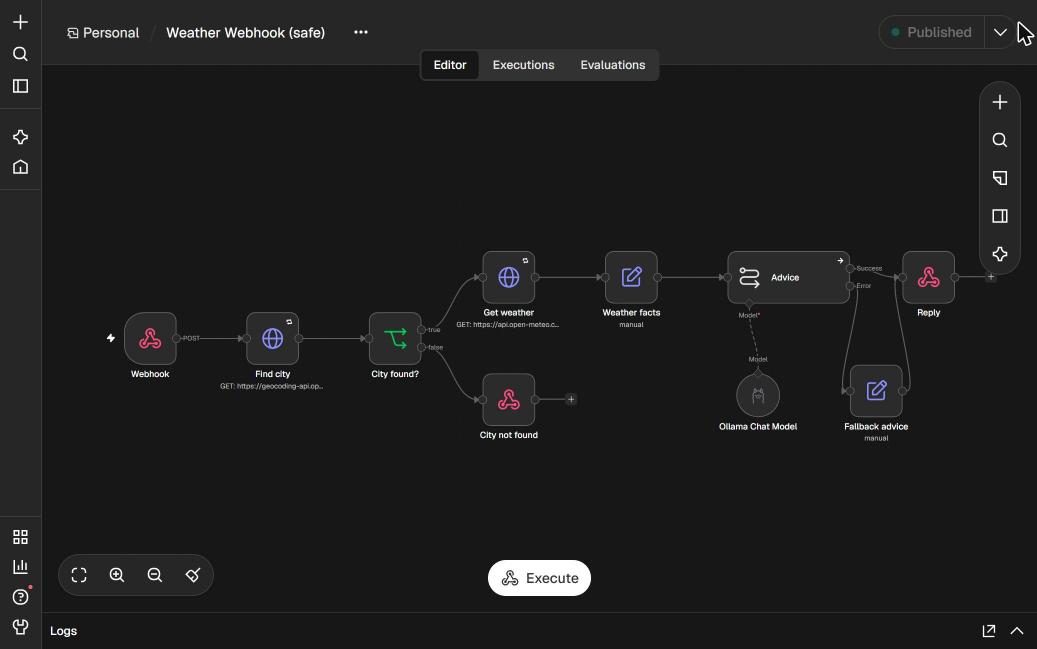 Personal / Weather Webhook (safe)
Published
Editor
Executions
Evaluations
Webhook
POST
Find city
GET: https://geocoding-api.op...
City found?
true
false
Get weather
GET: https://api.open-meteo.c...
City not found
Weather facts
manual
Advice
Success
Error
Model*
Model
Ollama Chat Model
Fallback advice
manual
Reply
Execute
Logs